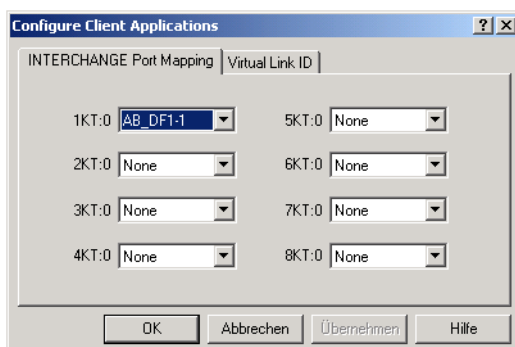 Configure Client Applications
INTERCHANGE Port Mapping Virtual Link ID
1KT:0 AB_DF1-1 5KT:0 None
2KT:0 None 6KT:0 None
3KT:0 None 7KT:0 None
4KT:0 None 8KT:0 None
OK Abbrechen Übernehmen Hilfe